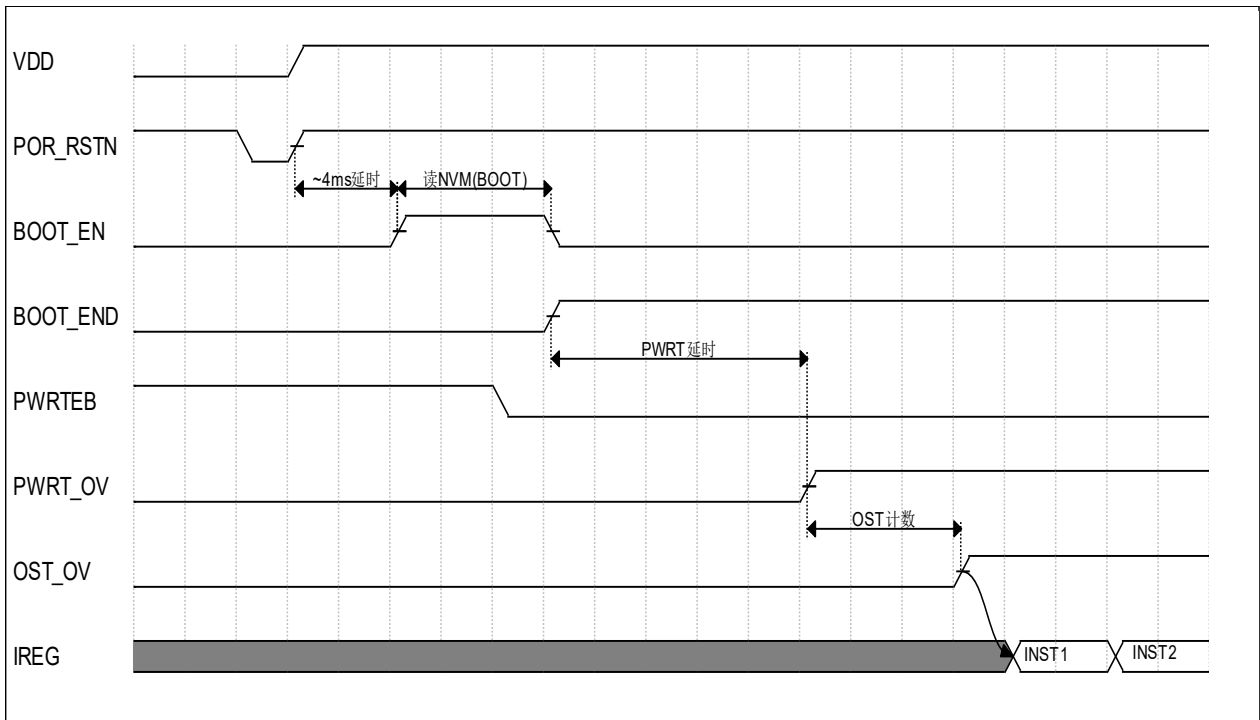 VDD
POR_RSTN
~4ms延时
读NVM(BOOT)
BOOT_EN
BOOT_END
PWRT延时
PWRTEB
PWRT_OV
OST计数
OST_OV
IREG
INST1
INST2